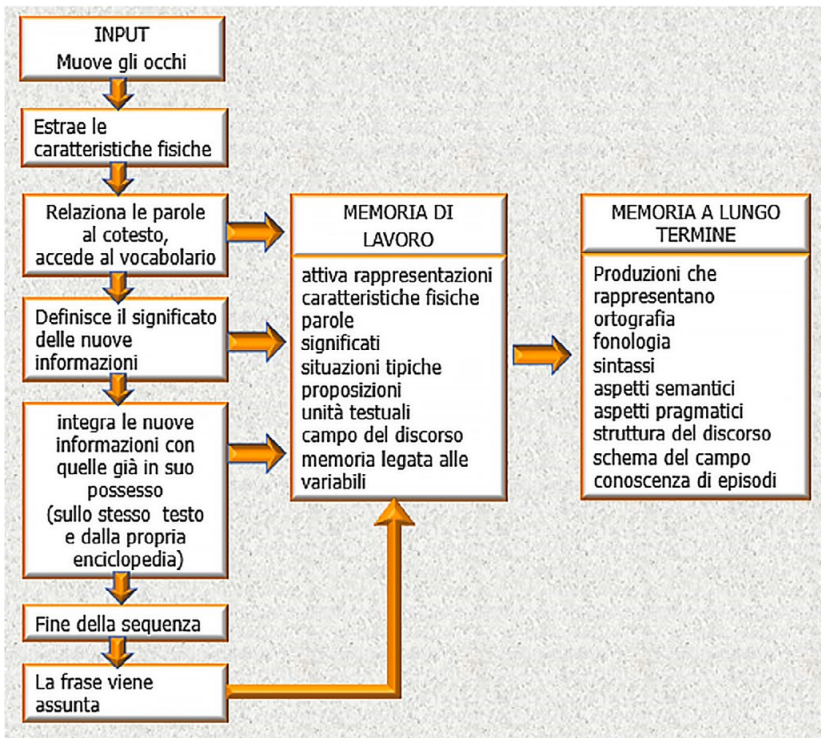 INPUT
Muove gli occhi
Estrae le
caratteristiche fisiche
Relaziona le parole
al cotesto,
accede al vocabolario
Definisce il significato
delle nuove
informazioni
integra le nuove
informazioni con
quelle già in suo
possesso
(sullo stesso testo
e dalla propria
enciclopedia)
Fine della sequenza
La frase viene
assunta
MEMORIA DI
LAVORO
attiva rappresentazioni
caratteristiche fisiche
parole
significati
situazioni tipiche
proposizioni
unità testuali
campo del discorso
memoria legata alle
variabili
MEMORIA A LUNGO
TERMINE
Produzioni che
rappresentano
ortografia
fonologia
sintassi
aspetti semantici
aspetti pragmatici
struttura del discorso
schema del campo
conoscenza di episodi